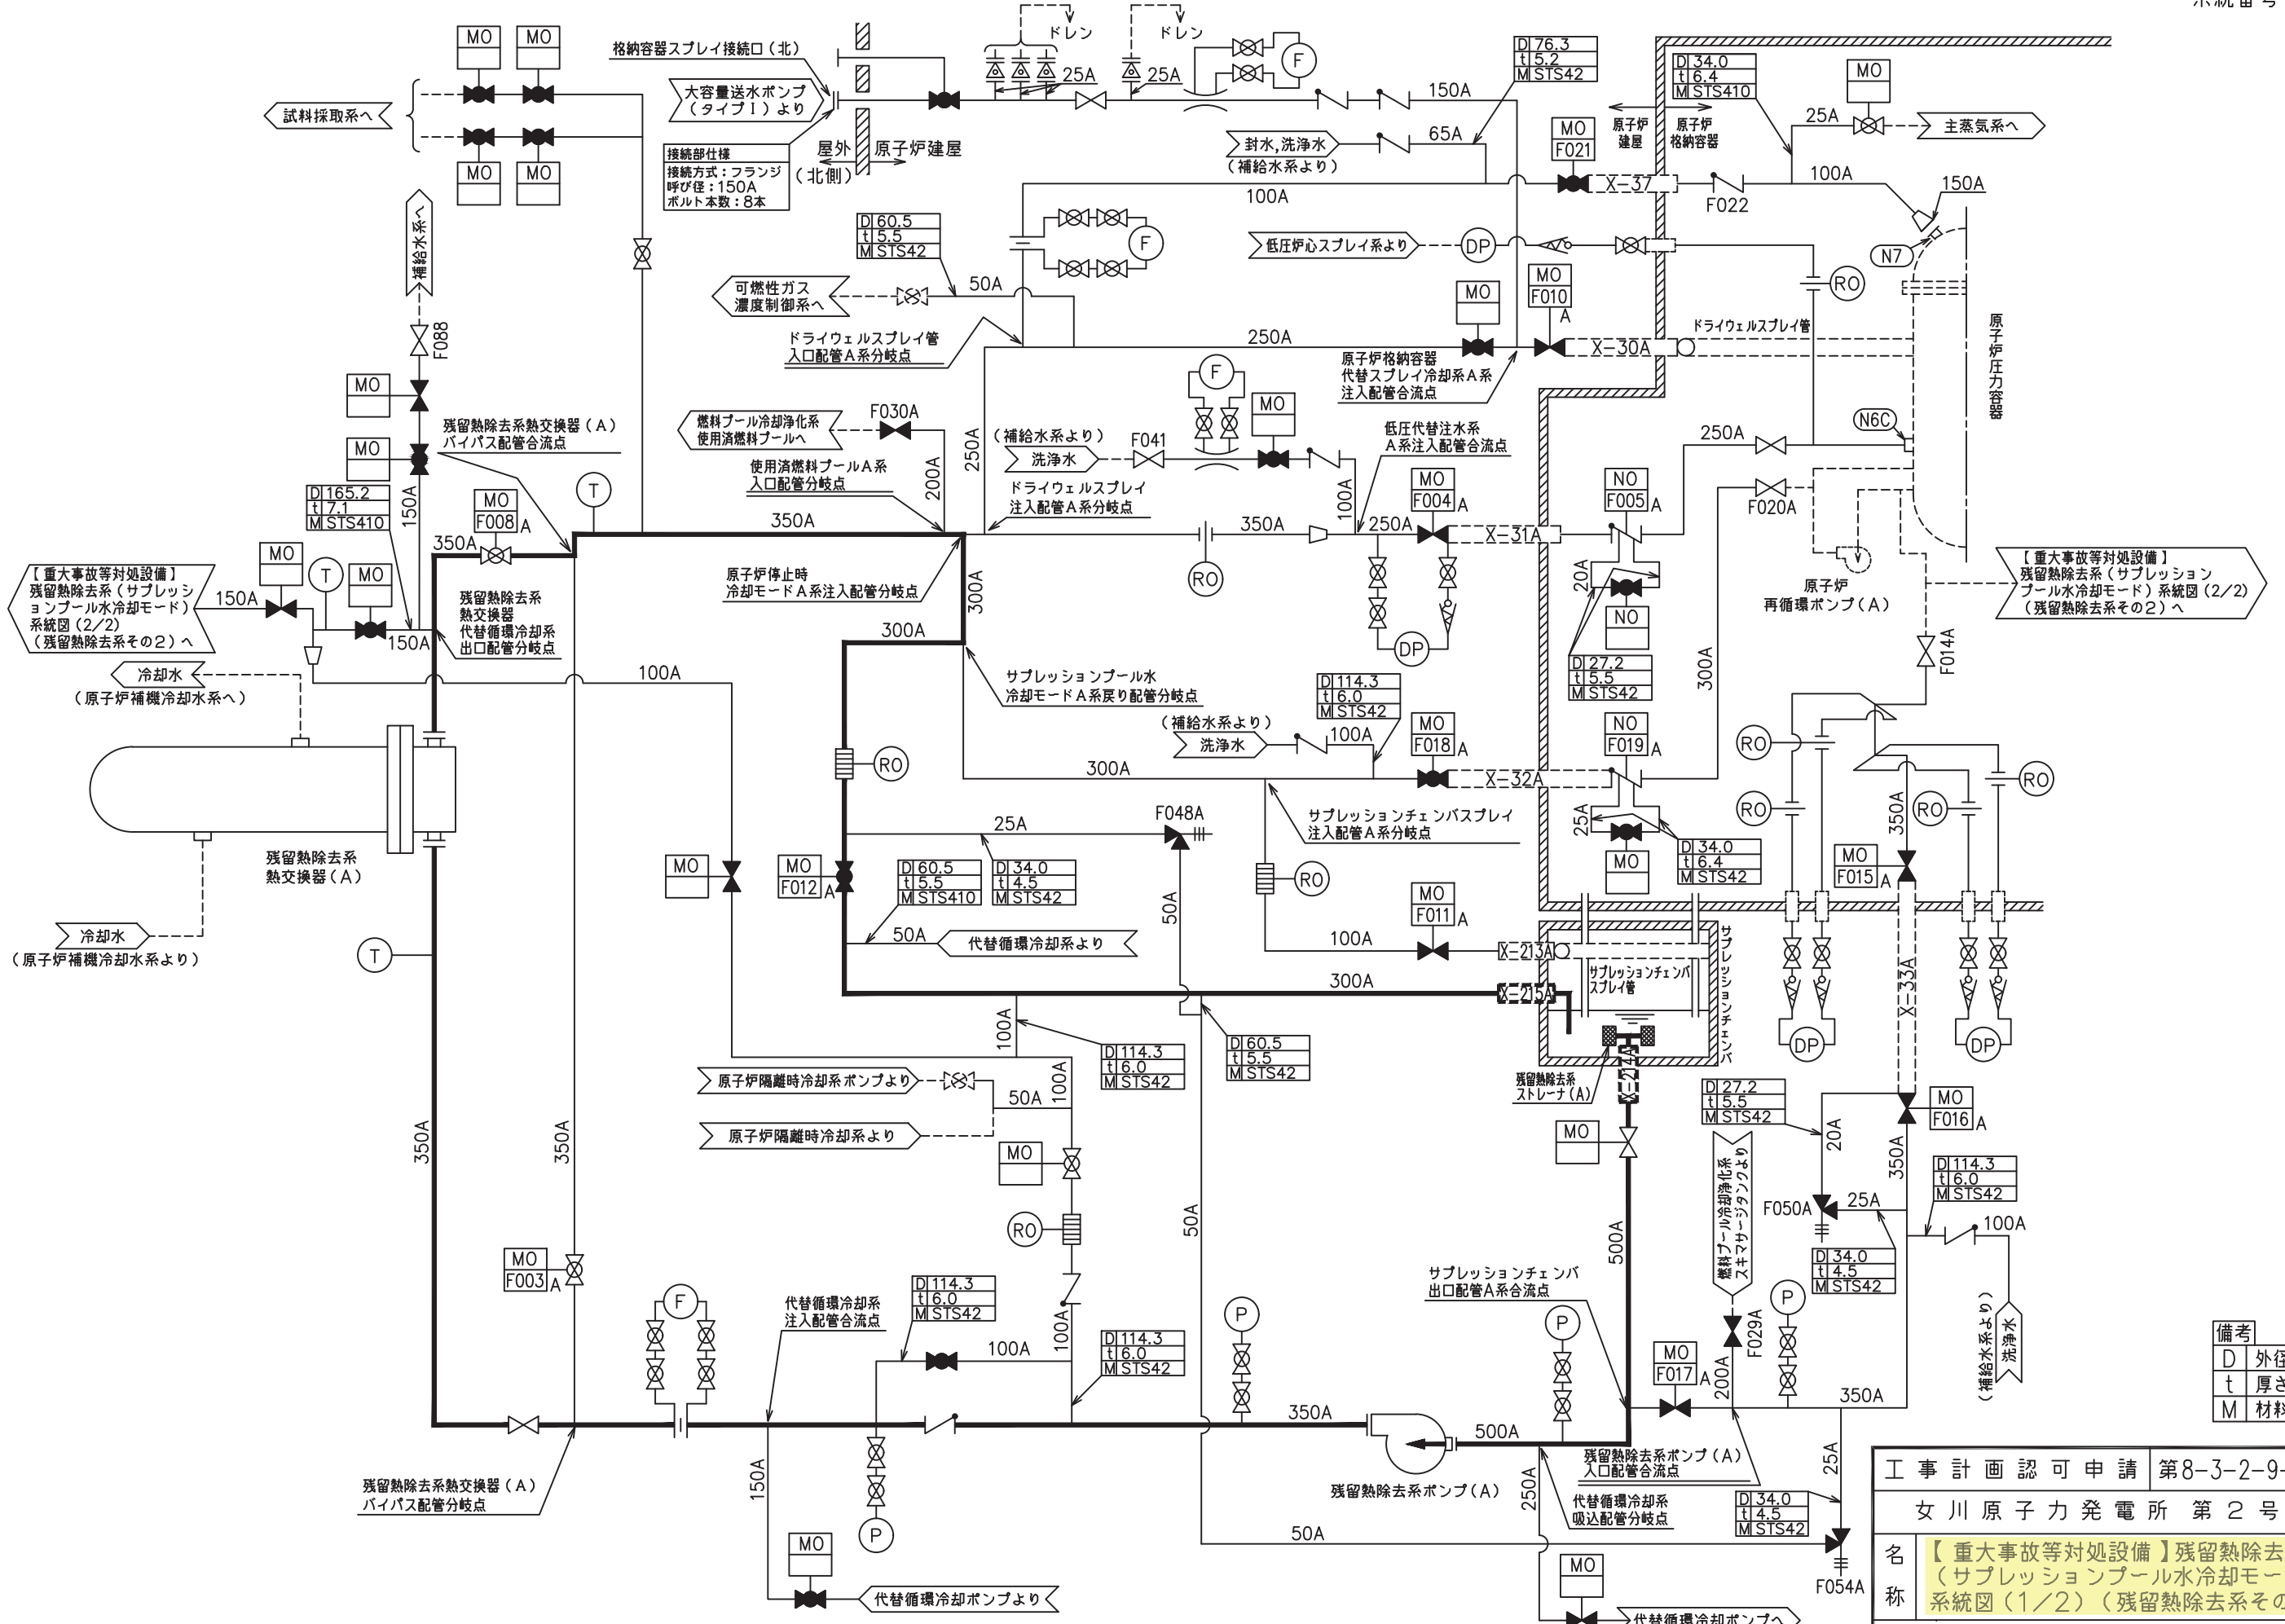 MO
MO
試料採取系へ
MO
MO
格納容器スプレイ接続口(北)
大容量送水ポンプ
(タイプⅠ)より
接続部仕様
接続方式:フランジ
呼び径:150A
ボルト本数:8本
屋外
原子炉建屋
(北側)
ドレン
ドレン
25A
25A
F
150A
D 76.3
t 5.2
M STS42
封水,洗浄水
(補給水系より)
65A
100A
MO
F021
X-37
原子炉
建屋
原子炉
格納容器
D 34.0
t 6.4
M STS410
MO
25A
主蒸気系へ
F022
100A
150A
N7
補給水系へ
F088
D 60.5
t 5.5
M STS42
F
可燃性ガス
濃度制御系へ
50A
低圧炉心スプレイ系より
DP
RO
MO
MO
F010
A
ドライウェルスプレイ管
入口配管A系分岐点
250A
X-30A
ドライウェルスプレイ管
原子炉圧力容器
原子炉格納容器
代替スプレイ冷却系A系
注入配管合流点
MO
MO
残留熱除去系熱交換器(A)
バイパス配管合流点
D 165.2
t 7.1
M STS410
150A
MO
F008
A
350A
T
燃料プール冷却浄化系
使用済燃料プールへ
F030A
使用済燃料プールA系
入口配管分岐点
200A
250A
350A
F
MO
(補給水系より)
洗浄水
F041
ドライウェルスプレイ
注入配管A系分岐点
100A
低圧代替注水系
A系注入配管合流点
350A
250A
MO
F004
A
X-31A
NO
F005
A
250A
N6C
F020A
RO
DP
20A
NO
D 27.2
t 5.5
M STS42
【重大事故等対処設備】
残留熱除去系(サプレッシ
ョンプール水冷却モード)
系統図(2/2)
(残留熱除去系その2)へ
150A
MO
T
MO
150A
残留熱除去系
熱交換器
代替循環冷却系
出口配管分岐点
原子炉停止時
冷却モードA系注入配管分岐点
300A
300A
原子炉
再循環ポンプ(A)
【重大事故等対処設備】
残留熱除去系(サプレッション
プール水冷却モード)系統図(2/2)
(残留熱除去系その2)へ
F014A
冷却水
(原子炉補機冷却水系へ)
100A
サプレッションプール水
冷却モードA系戻り配管分岐点
(補給水系より)
洗浄水
D 114.3
t 6.0
M STS42
100A
MO
F018
A
300A
X-32A
NO
F019
A
300A
RO
RO
RO
RO
RO
25A
MO
D 34.0
t 6.4
M STS42
サプレッションチェンバスプレイ
注入配管A系分岐点
RO
残留熱除去系
熱交換器(A)
冷却水
(原子炉補機冷却水系より)
T
MO
MO
F012
A
25A
F048A
D 60.5
t 5.5
M STS410
D 34.0
t 4.5
M STS42
50A
代替循環冷却系より
50A
100A
MO
F011
A
X-213A
サプレッションチェンバ
スプレイ管
サプレッションチェンバ
300A
X-215A
350A
MO
F015
A
X-33A
DP
DP
100A
D 114.3
t 6.0
M STS42
D 60.5
t 5.5
M STS42
残留熱除去系
ストレーナ(A)
X-214A
原子炉隔離時冷却系ポンプより
50A
100A
原子炉隔離時冷却系より
MO
RO
MO
D 27.2
t 5.5
M STS42
20A
MO
F016
A
350A
350A
350A
燃料プール冷却浄化系
スキマサージタンクより
F050A
25A
D 114.3
t 6.0
M STS42
100A
D 34.0
t 4.5
M STS42
50A
500A
MO
F003
A
F
代替循環冷却系
注入配管合流点
D 114.3
t 6.0
M STS42
100A
100A
D 114.3
t 6.0
M STS42
P
サプレッションチェンバ
出口配管A系合流点
P
P
F029A
MO
F017
A
200A
350A
(補給水系より)
洗浄水
備考
D
t
M
350A
500A
残留熱除去系ポンプ(A)
残留熱除去系ポンプ(A)
入口配管合流点
代替循環冷却系
吸込配管分岐点
250A
25A
D 34.0
t 4.5
M STS42
残留熱除去系熱交換器(A)
バイパス配管分岐点
150A
P
MO
代替循環冷却ポンプより
50A
MO
代替循環冷却ポンプへ
F054A
工事計画認可申請
第8-3-2-9-
女川原子力発電所 第2号
名称
【重大事故等対処設備】残留熱除去
(サプレッションプール水冷却モー
系統図(1/2)(残留熱除去系その